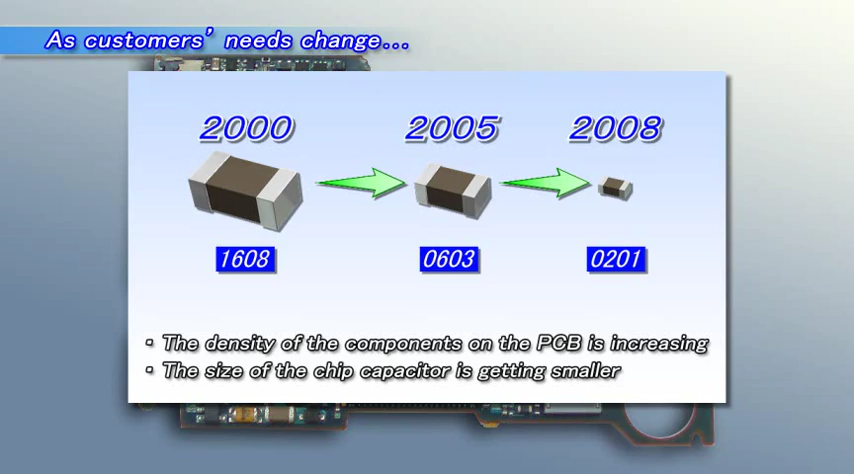 As customers' needs change...
2000 2005 2008
1608 0603 0201
・ The density of the components on the PCB is increasing
・ The size of the chip capacitor is getting smaller